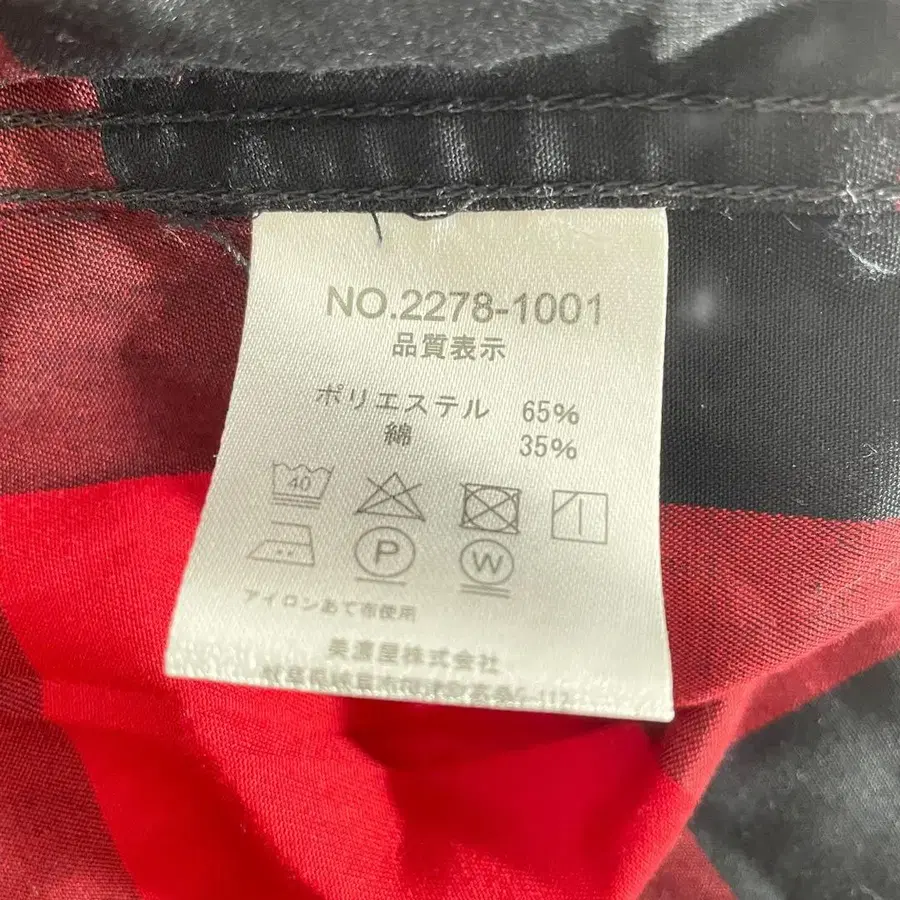 NO.2278-1001
品質表示
ポリエステル 65%
綿 35%
40
P W
アイロンあて布使用
美濃屋株式会社